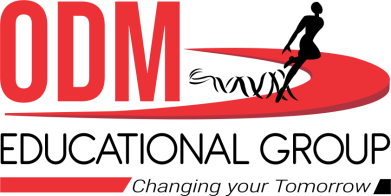 ODM
EDUCATIONAL GROUP
Changing your Tomorrow